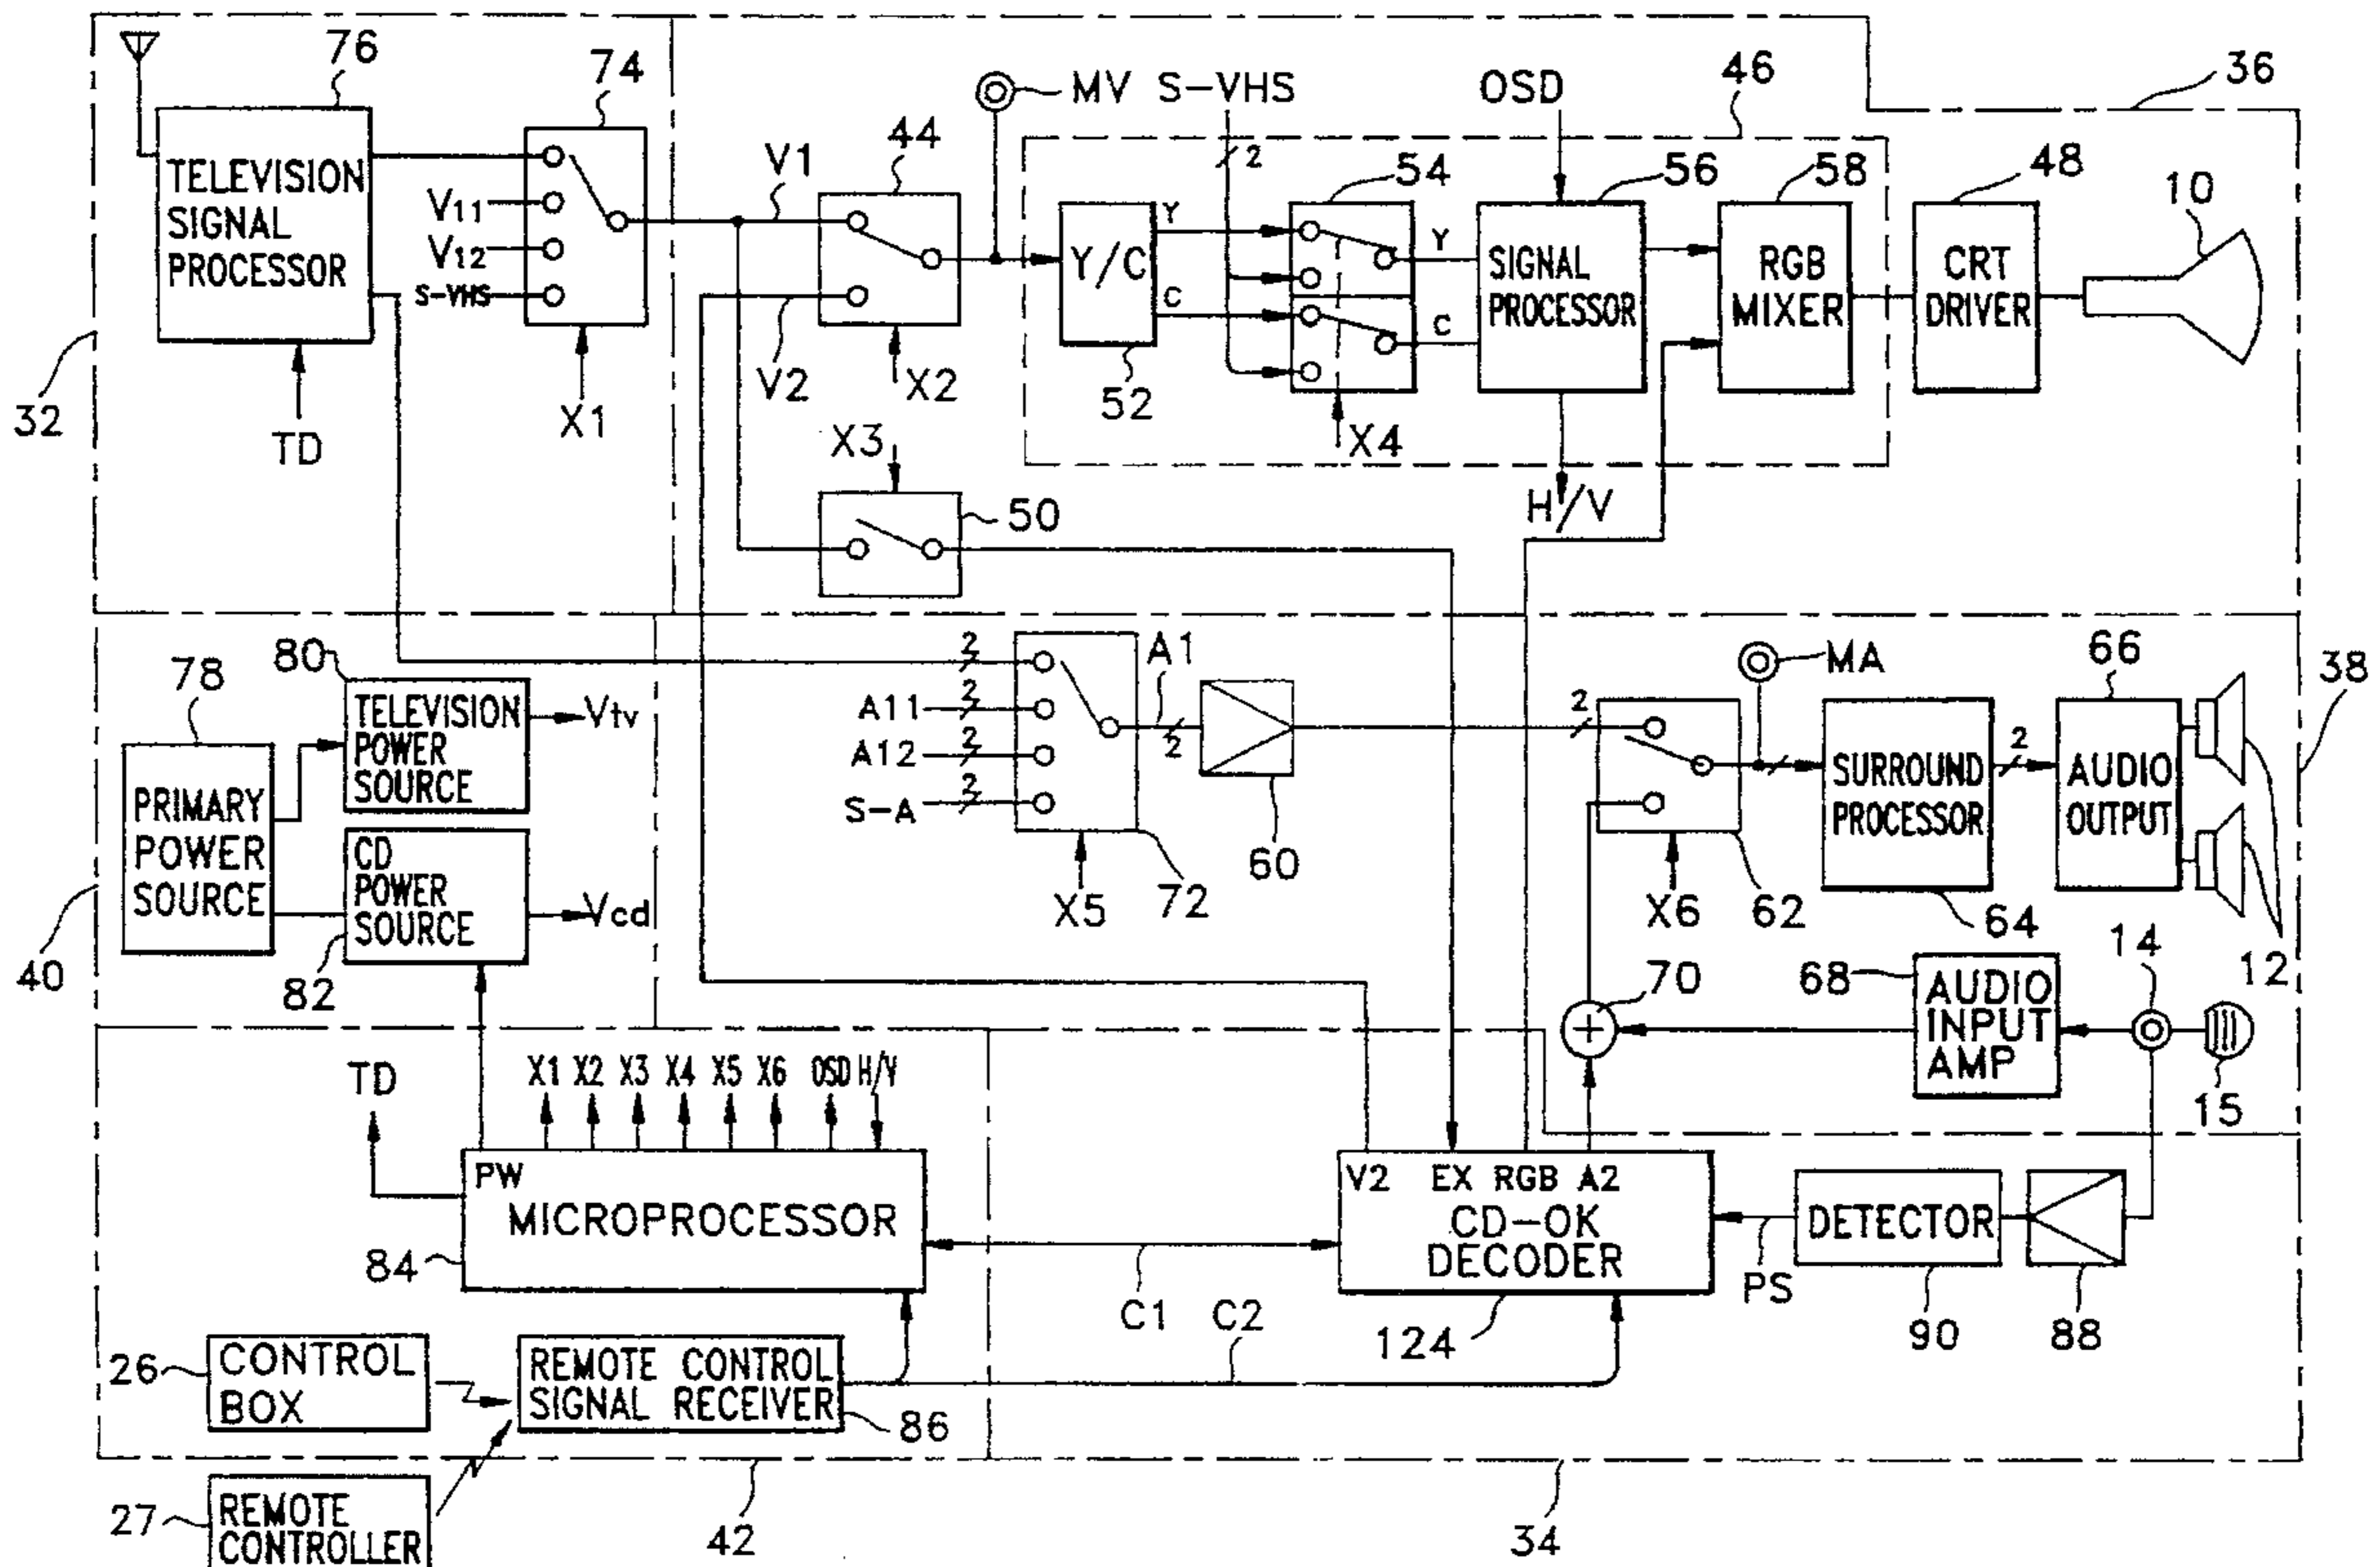 76
74
TELEVISION
SIGNAL
PROCESSOR
V11
V12
S-VHS
TD
X1
32
V1
44
V2
X2
X3
50
MV
S-VHS
2
OSD
46
36
Y/C
52
Y
C
54
Y
C
X4
56
SIGNAL
PROCESSOR
H/V
58
RGB
MIXER
48
CRT
DRIVER
10
78
PRIMARY
POWER
SOURCE
80
TELEVISION
POWER
SOURCE
Vtv
CD
POWER
SOURCE
Vcd
82
40
2
A11
2
A12
2
S-A
2
X5
72
A1
2
60
2
X6
62
MA
SURROUND
PROCESSOR
64
2
66
AUDIO
OUTPUT
38
12
14
15
68
AUDIO
INPUT
AMP
70
TD
X1 X2 X3 X4 X5 X6 OSD H/V
PW
MICROPROCESSOR
84
C1
C2
V2 EX RGB A2
CD-OK
DECODER
124
PS
DETECTOR
90
88
26
CONTROL
BOX
REMOTE CONTROL
SIGNAL RECEIVER
86
27
REMOTE
CONTROLLER
42
34